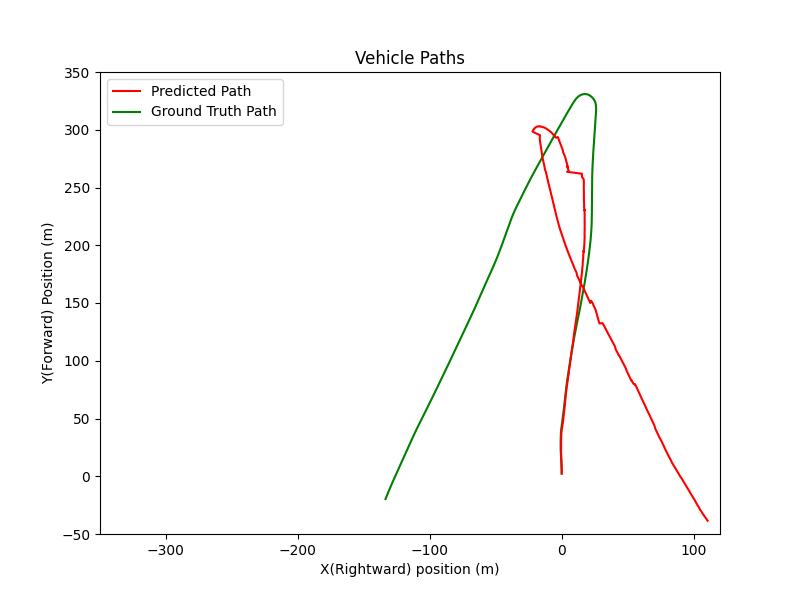 Vehicle Paths
Predicted Path
Ground Truth Path
350
300
250
200
150
100
50
0
−50
Y(Forward) Position (m)
−300
−200
−100
0
100
X(Rightward) position (m)